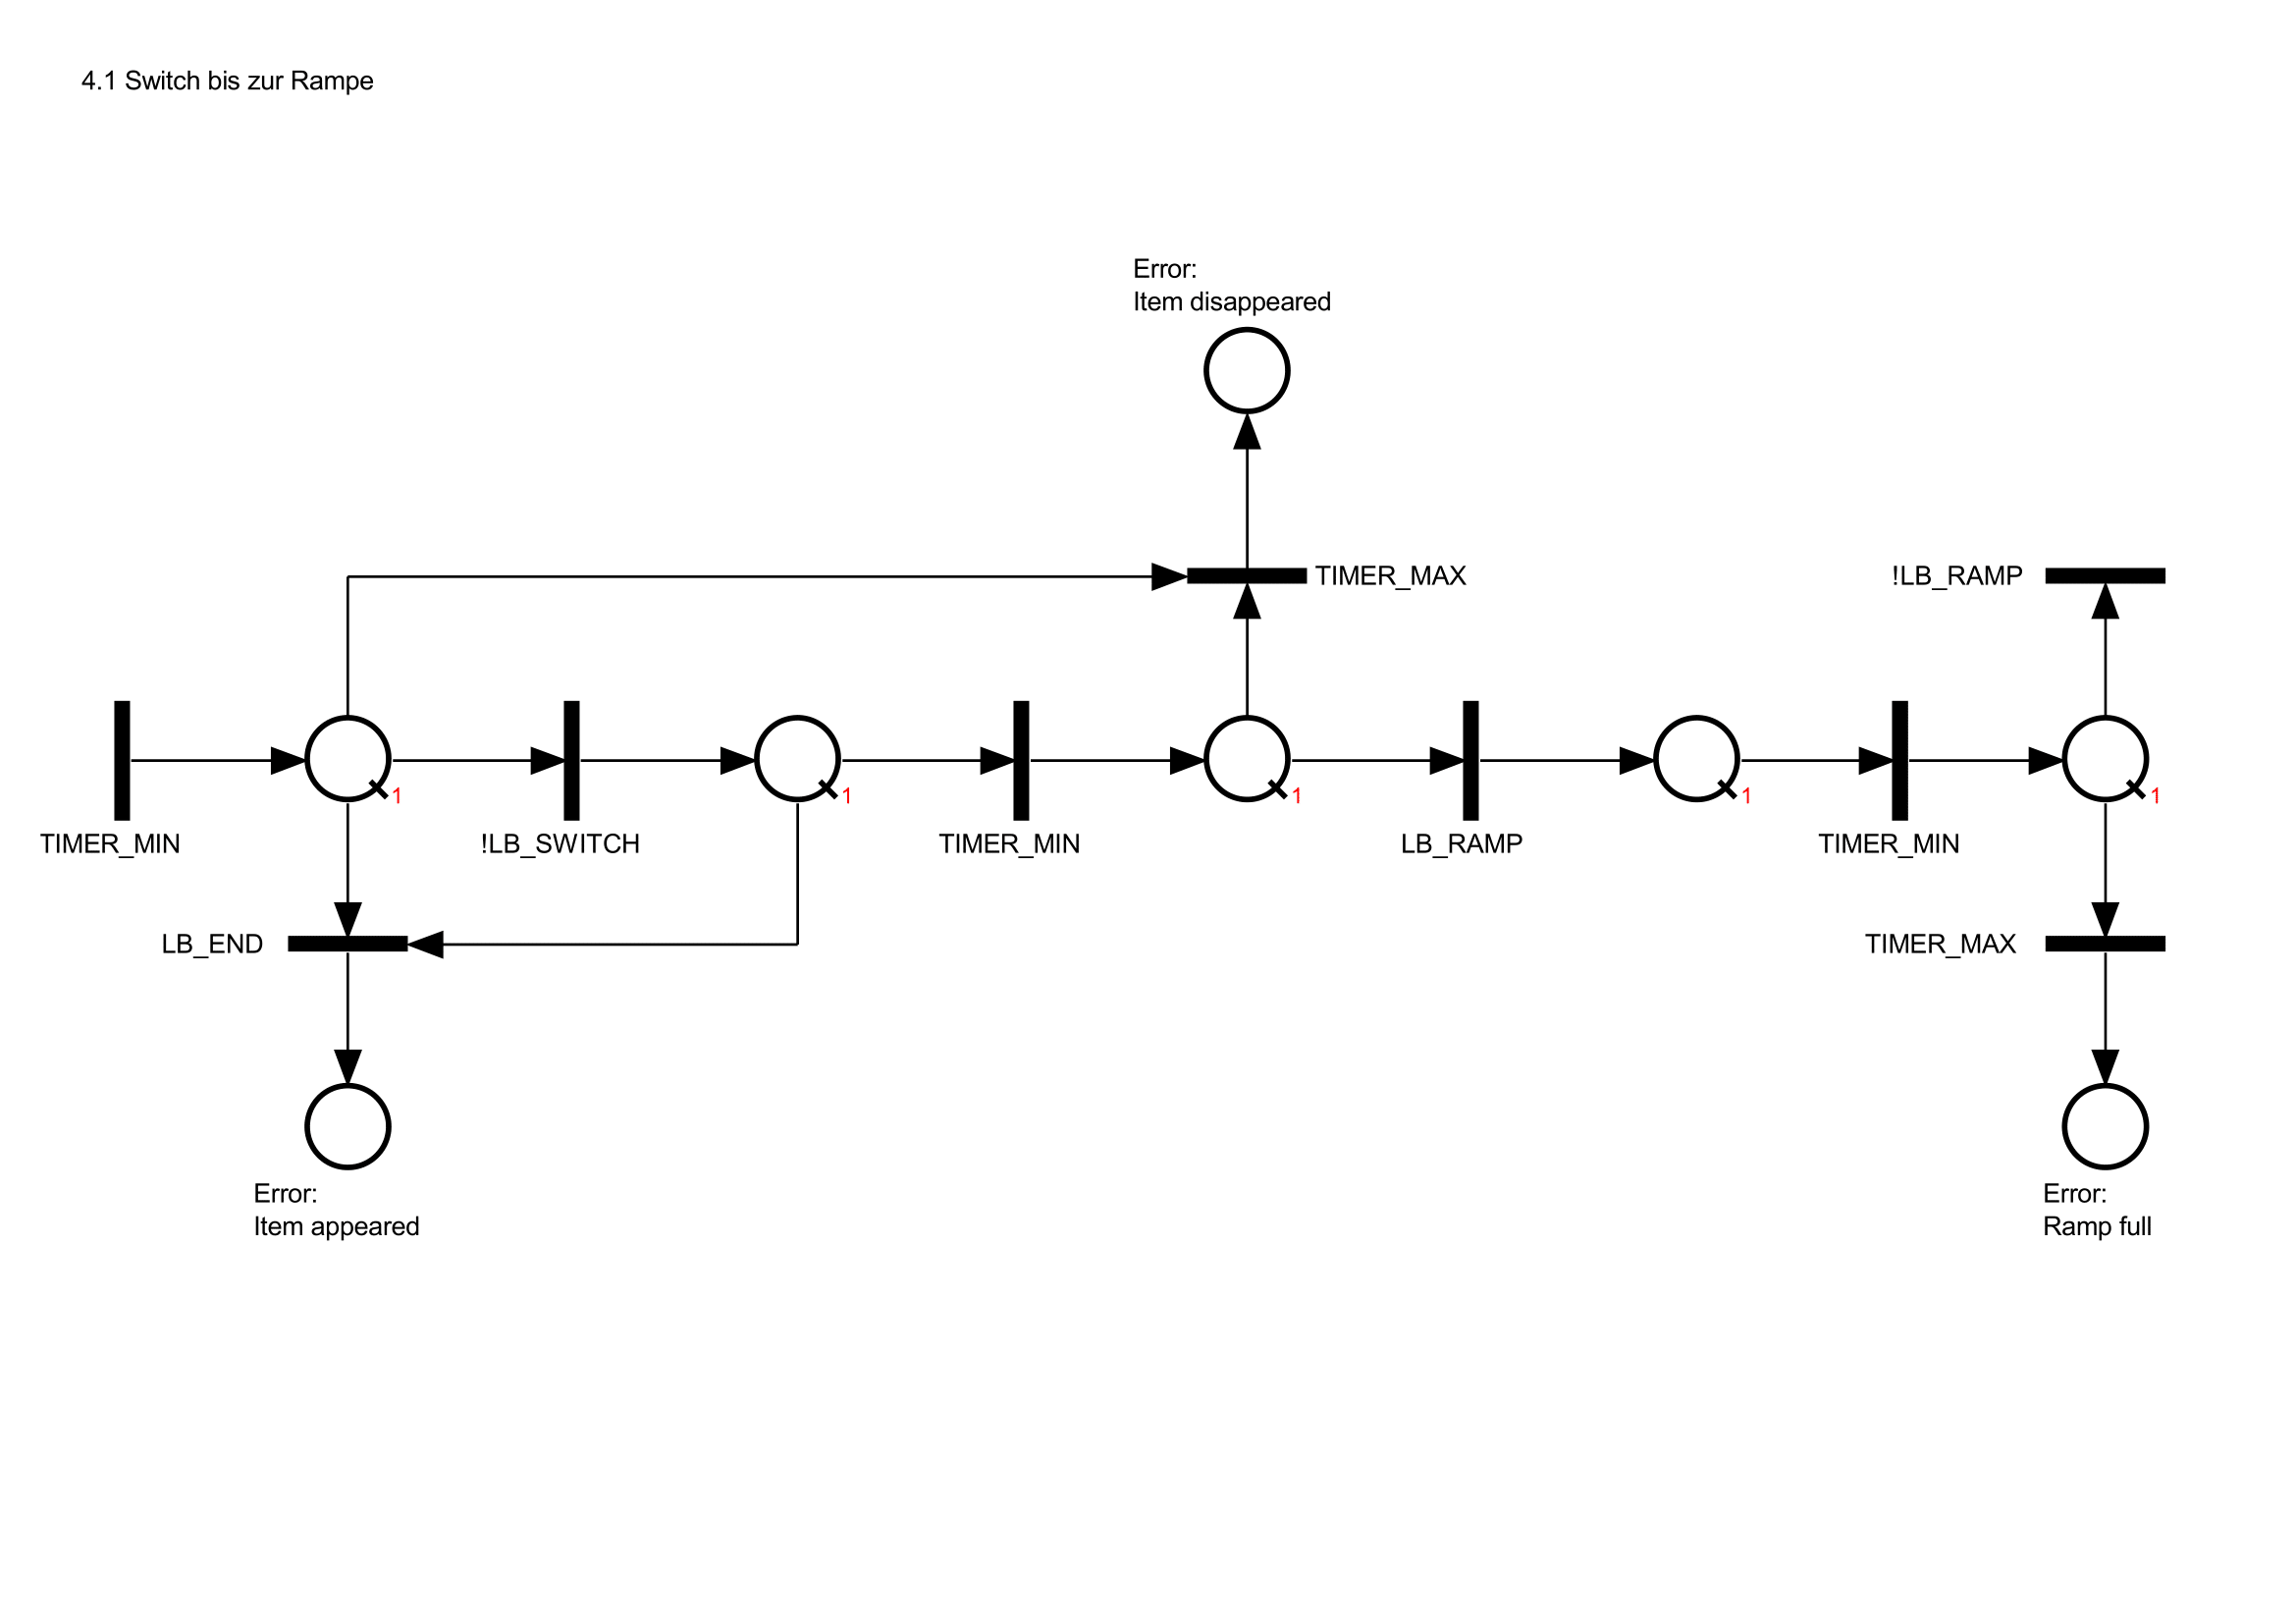 4.1 Switch bis zur Rampe
Error:
Item disappeared
TIMER_MAX
!LB_RAMP
1
1
1
1
1
TIMER_MIN
!LB_SWITCH
TIMER_MIN
LB_RAMP
TIMER_MIN
LB_END
TIMER_MAX
Error:
Item appeared
Error:
Ramp full